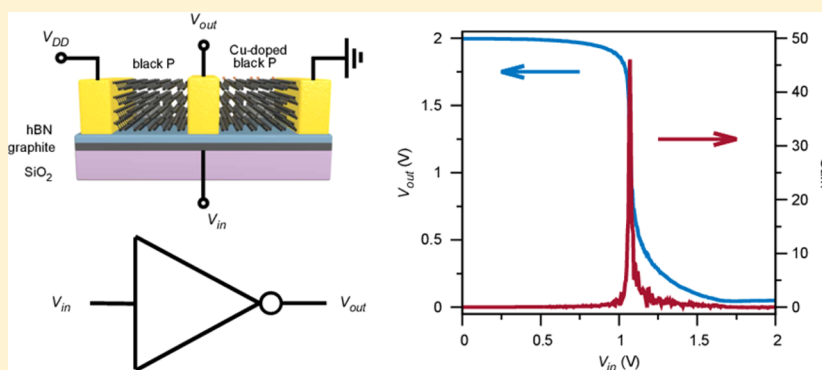 V_out
V_DD
black P
Cu-doped
black P
hBN
graphite
SiO₂
V_in
V_in
V_out
2
1.5
1
0.5
0
V_out (V)
0
0.5
1
1.5
2
V_in (V)
50
40
30
20
10
0